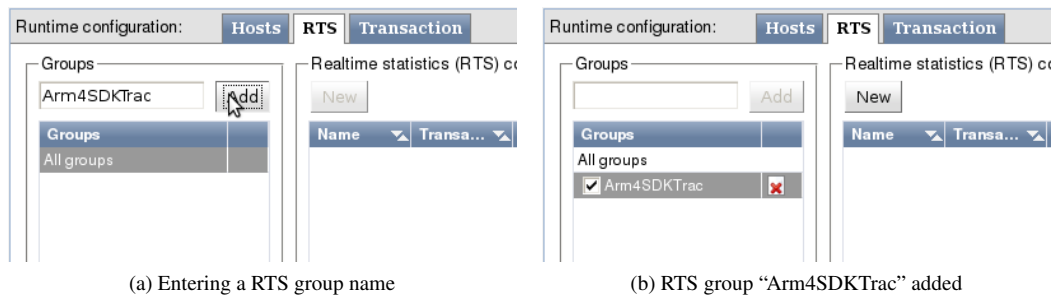 Runtime configuration: Hosts RTS Transaction
Groups
Realtime statistics (RTS) co
Arm4SDKTrac Add
New
Groups
Name Transa...
All groups
(a) Entering a RTS group name
Runtime configuration: Hosts RTS Transaction
Groups
Realtime statistics (RTS) co
Add
New
Groups
Name Transa...
All groups
Arm4SDKTrac
(b) RTS group “Arm4SDKTrac” added